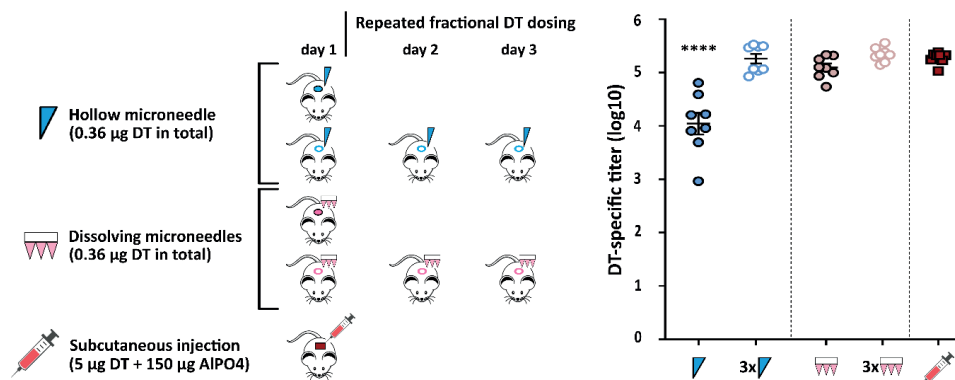 Repeated fractional DT dosing
day 1
day 2
day 3
Hollow microneedle
(0.36 µg DT in total)
Dissolving microneedles
(0.36 µg DT in total)
Subcutaneous injection
(5 µg DT + 150 µg AlPO4)
DT-specific titer (log10)
6
5
4
3
2
1
0
****
3x
3x